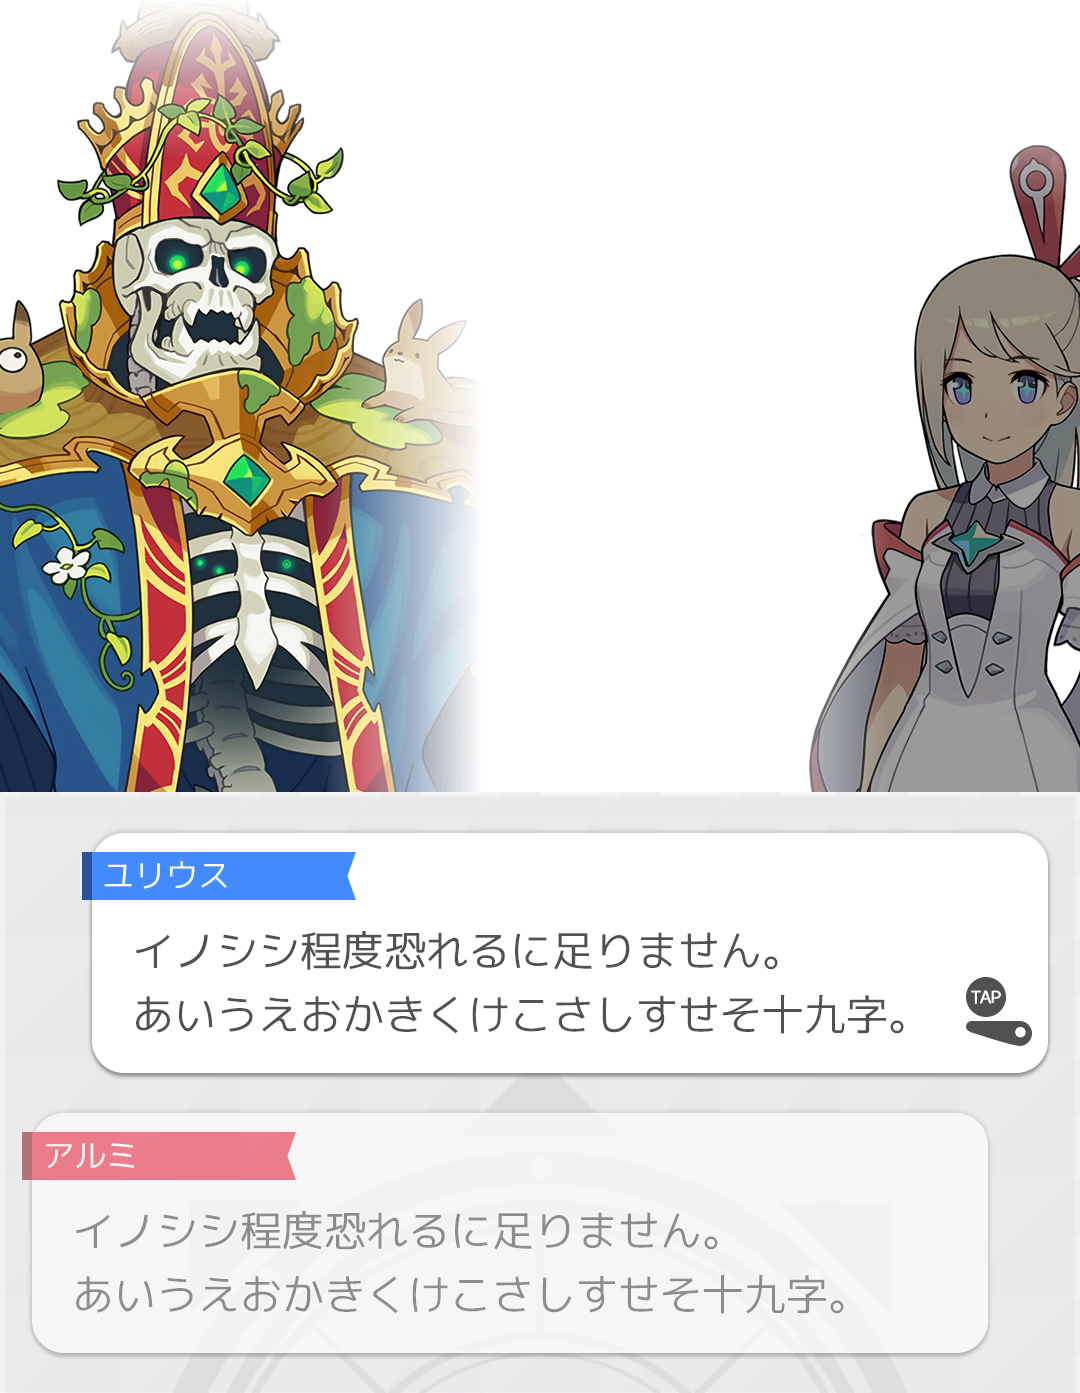 ユリウス
イノシシ程度恐れるに足りません。
あいうえおかきくけこさしすせそ十九字。
TAP
アルミ
イノシシ程度恐れるに足りません。
あいうえおかきくけこさしすせそ十九字。